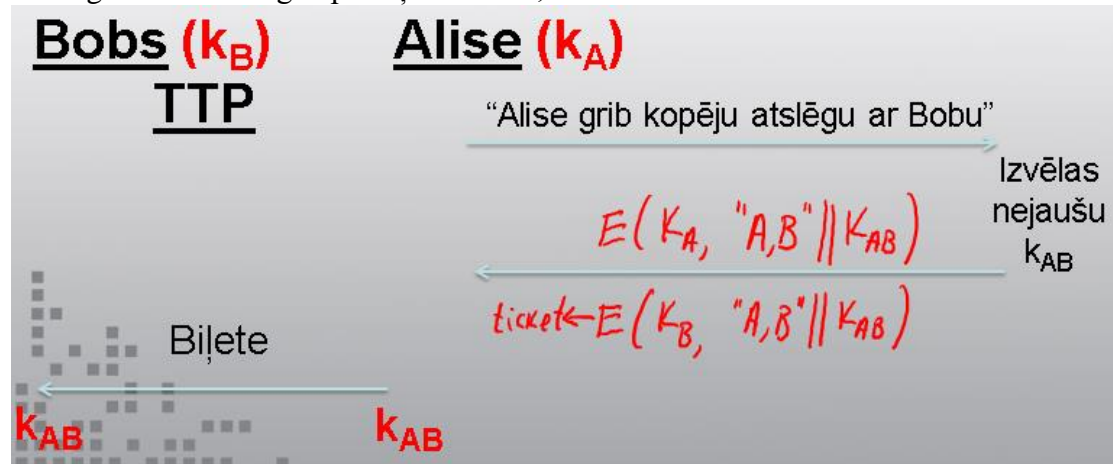 Bobs (kB) Alise (kA)
TTP
“Alise grib kopēju atslēgu ar Bobu”
Izvēlas
nejaušu
kAB
E(KA, "A,B" || KAB)
ticket←E(KB, "A,B" || KAB)
Biļete
kAB kAB